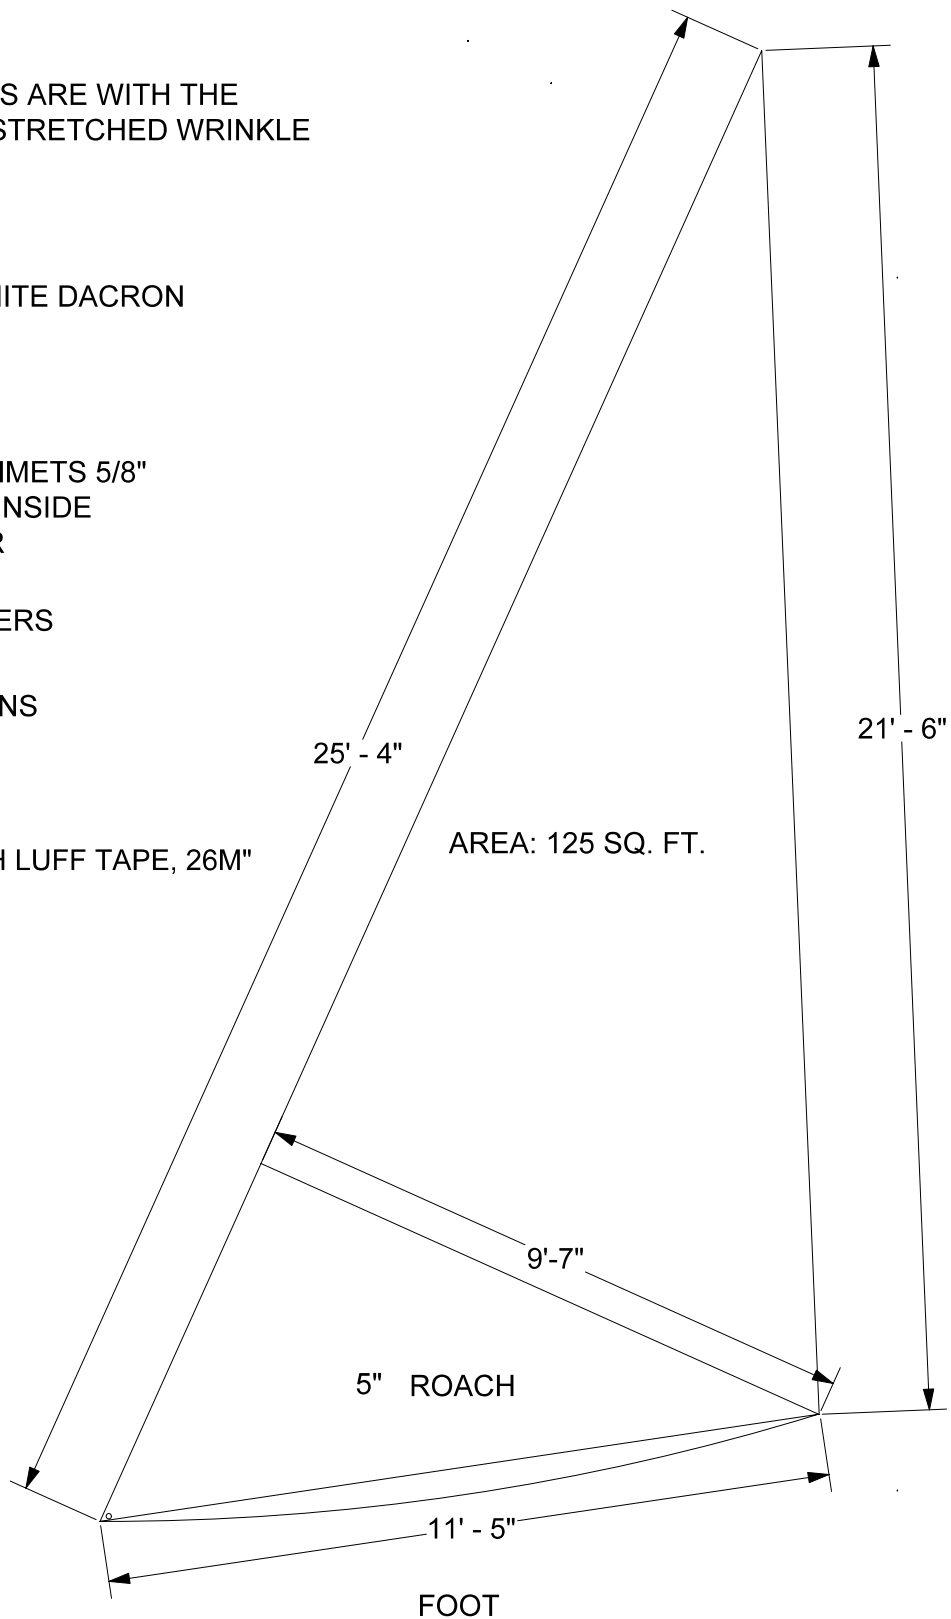 S ARE WITH THE
STRETCHED WRINKLE
ITE DACRON
METS 5/8"
NSIDE
R
ERS
NS
25' - 4"
21' - 6"
AREA: 125 SQ. FT.
H LUFF TAPE, 26M"
9'-7"
5" ROACH
11' - 5"
FOOT